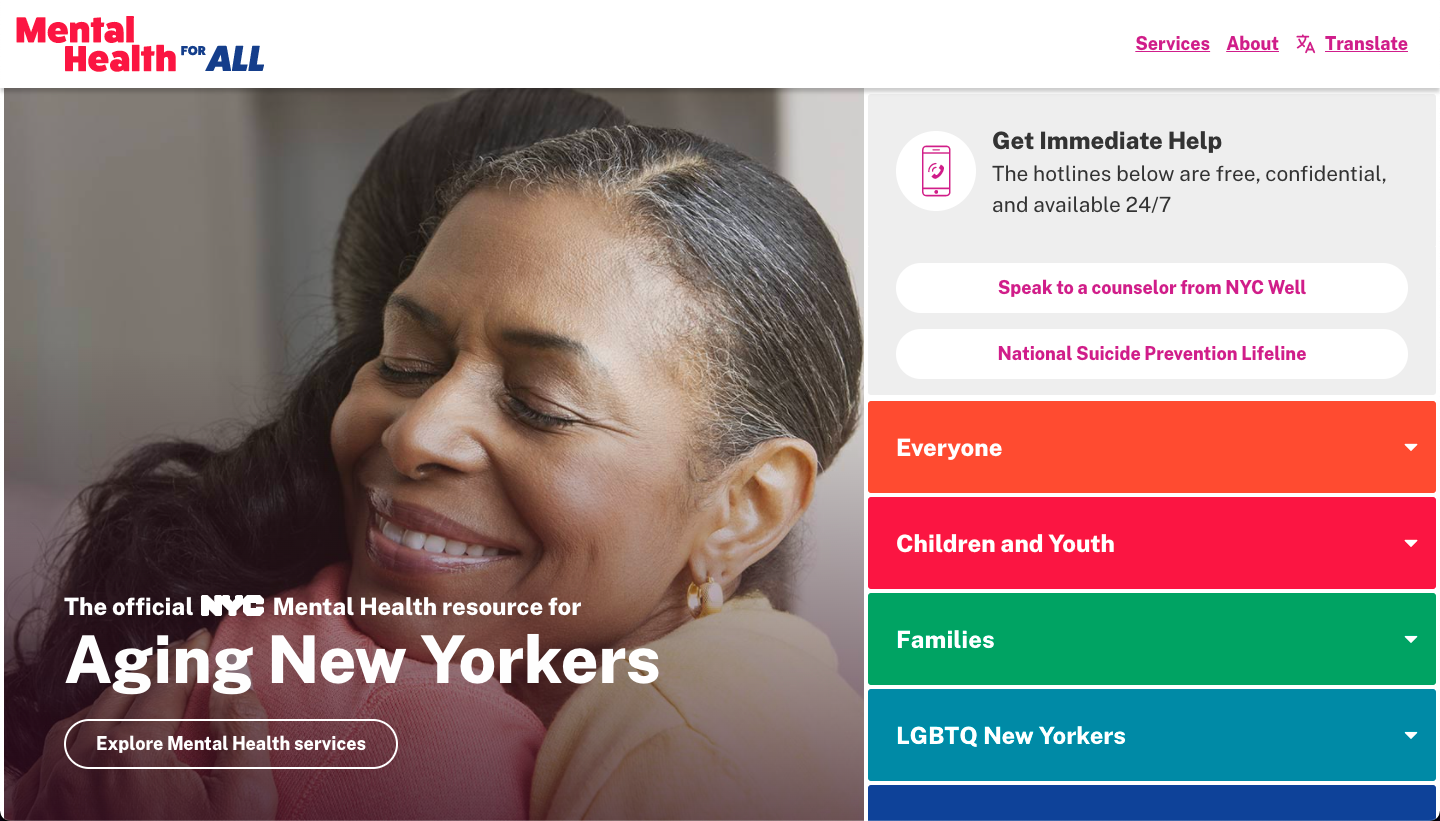 Mental
Health FOR ALL
Services About Translate
Get Immediate Help
The hotlines below are free, confidential,
and available 24/7
Speak to a counselor from NYC Well
National Suicide Prevention Lifeline
Everyone
Children and Youth
Families
LGBTQ New Yorkers
The official NYC Mental Health resource for
Aging New Yorkers
Explore Mental Health services